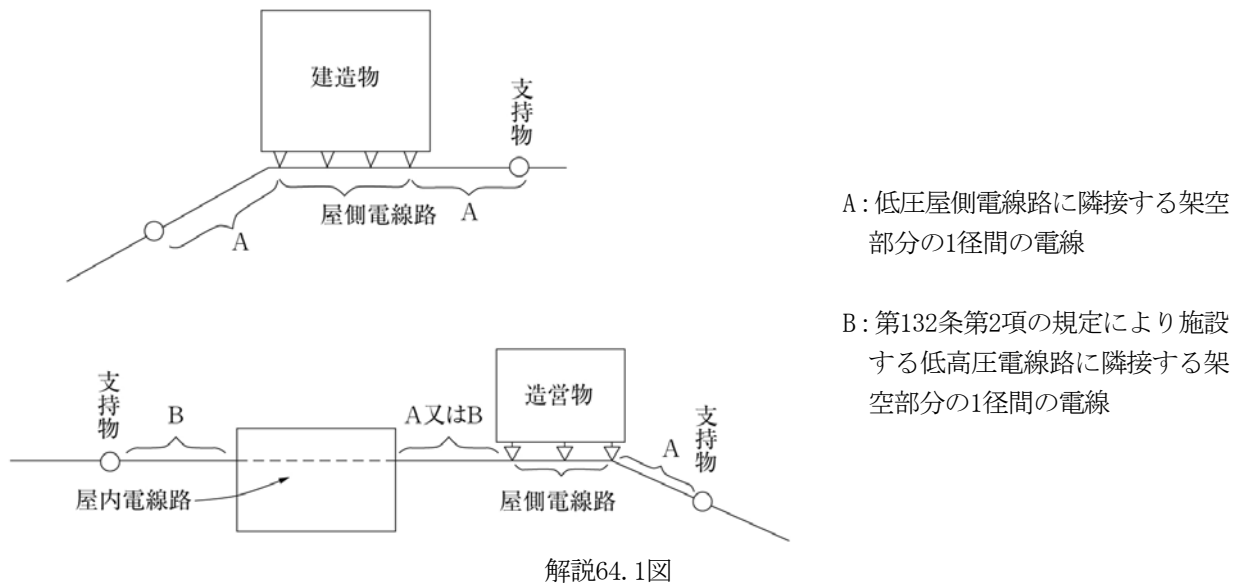 建造物
支持物
屋側電線路
A
A
A:低圧屋側電線路に隣接する架空
部分の1径間の電線
B:第132条第2項の規定により施設
する低高圧電線路に隣接する架
空部分の1径間の電線
支持物
B
A又はB
造営物
支持物
A
屋内電線路
屋側電線路
解説64.1図